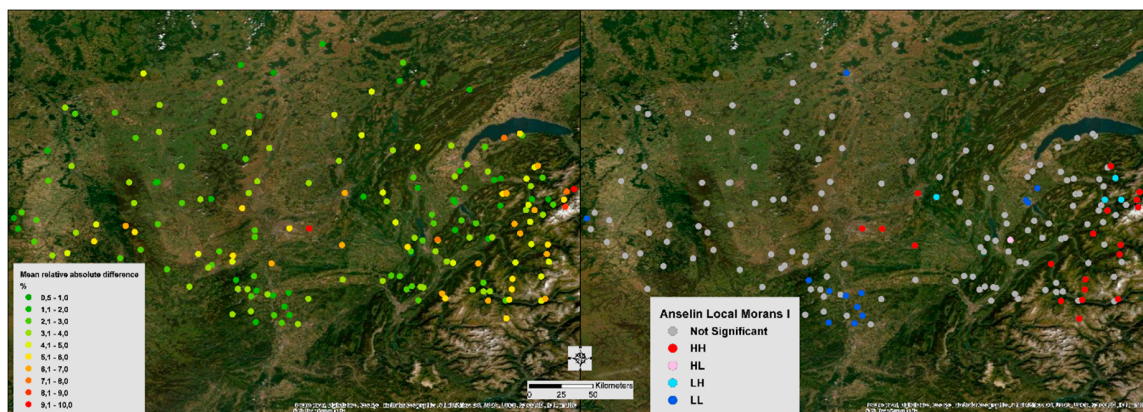 Mean relative absolute difference
%
0,5 - 1,0
1,1 - 2,0
2,1 - 3,0
3,1 - 4,0
4,1 - 5,0
5,1 - 6,0
6,1 - 7,0
7,1 - 8,0
8,1 - 9,0
9,1 - 10,0
Kilometers
0 25 50
Anselin Local Morans I
Not Significant
HH
HL
LH
LL